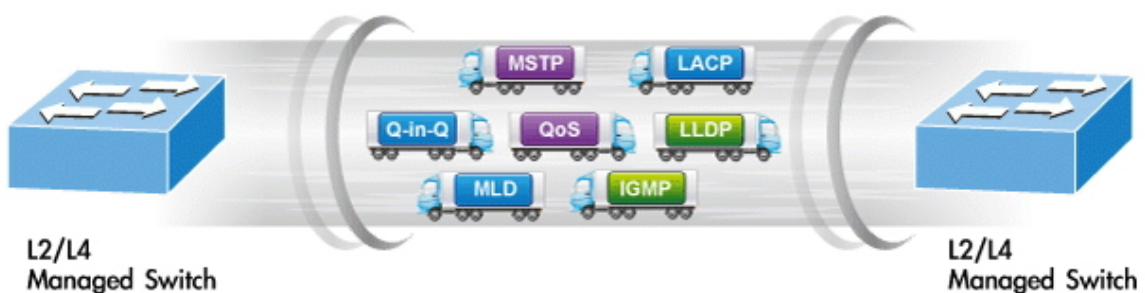 MSTP
LACP
Q-in-Q
QoS
LLDP
MLD
IGMP
L2/L4
Managed Switch
L2/L4
Managed Switch